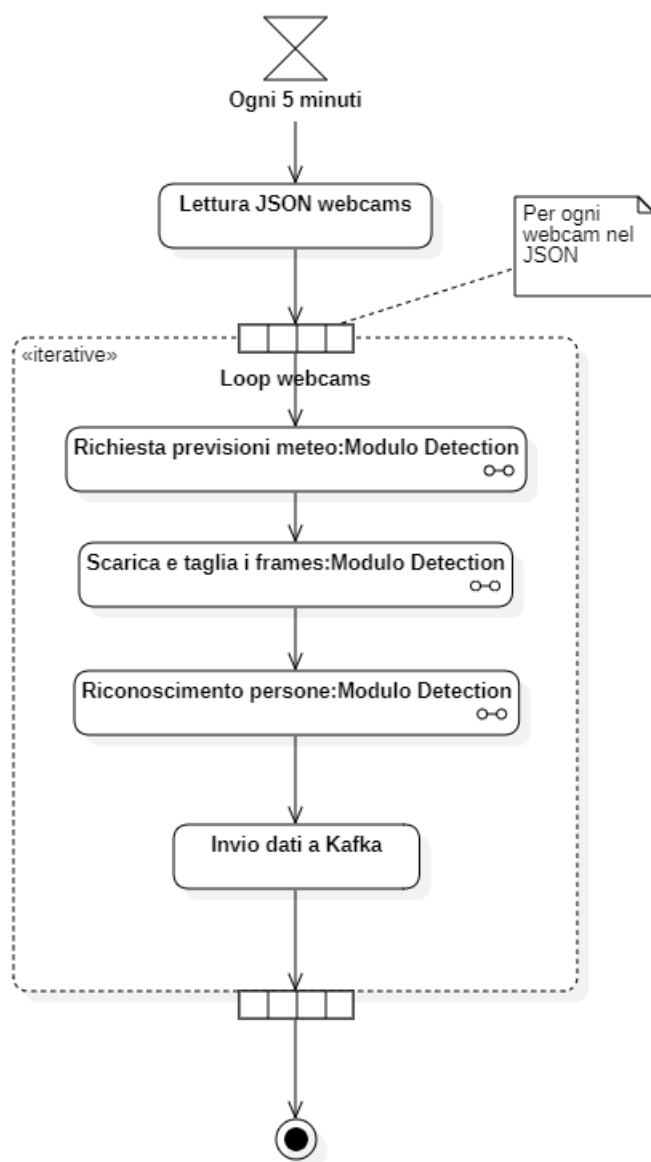 Ogni 5 minuti
Lettura JSON webcams
Per ogni
webcam nel
JSON
«iterative»
Loop webcams
Richiesta previsioni meteo:Modulo Detection
Scarica e taglia i frames:Modulo Detection
Riconoscimento persone:Modulo Detection
Invio dati a Kafka